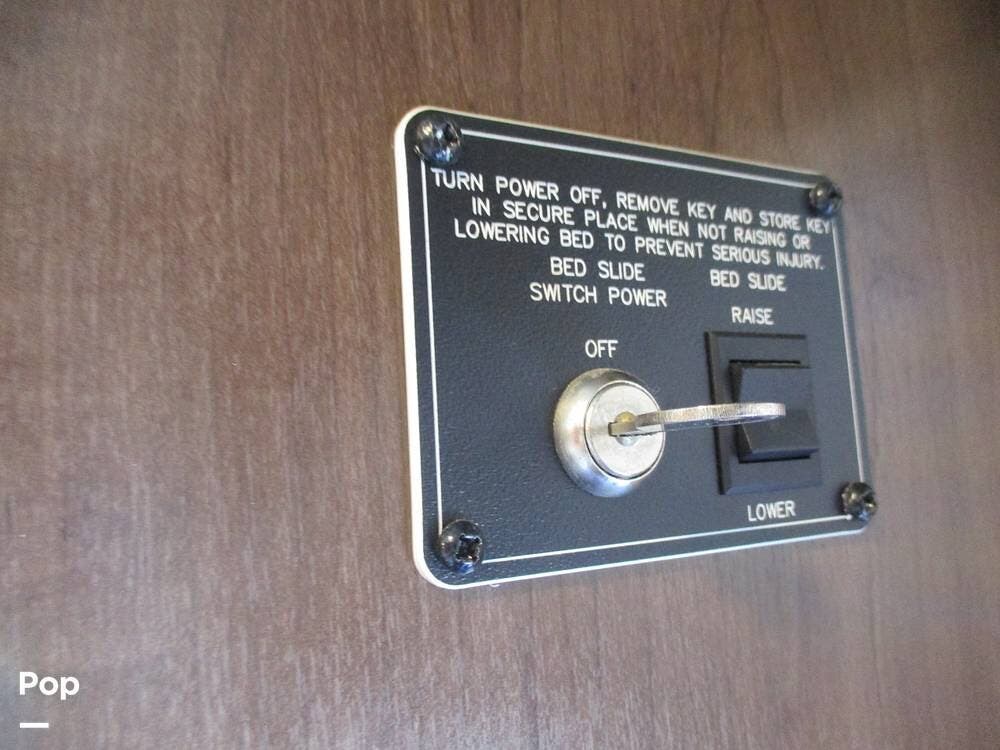 TURN POWER OFF, REMOVE KEY AND STORE KEY
IN SECURE PLACE WHEN NOT RAISING OR
LOWERING BED TO PREVENT SERIOUS INJURY.
BED SLIDE
SWITCH POWER
OFF
BED SLIDE
RAISE
LOWER
Pop